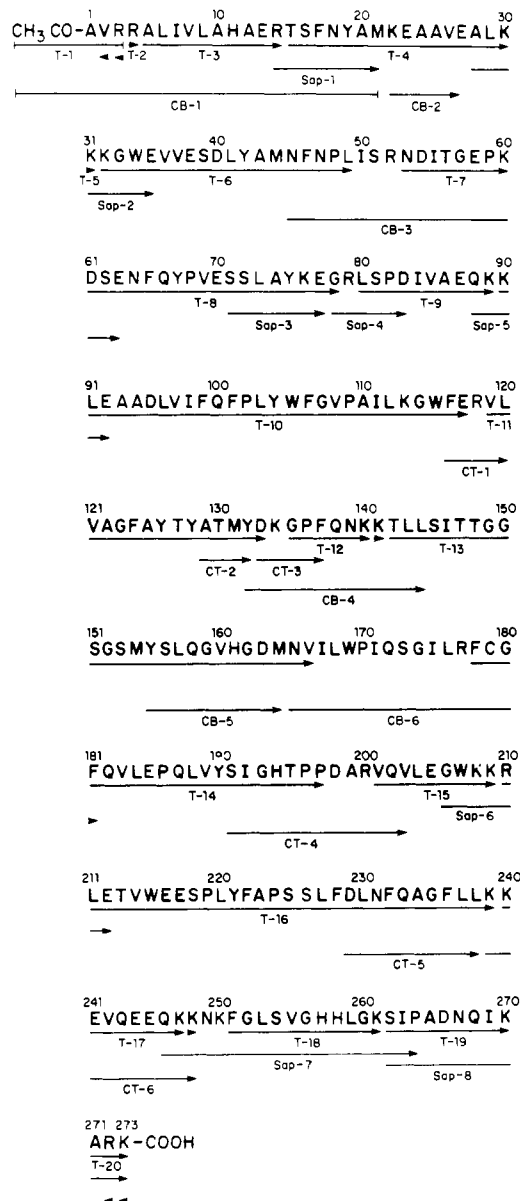 1 10 20 30
CH3 CO-AVRRALIVLAHAERTSFNYAMKEAAVEALK
T-1 T-2 T-3 T-4
Sap-1
CB-1 CB-2
31 40 50 60
KKGWEVVESDLYAMNFNPLISRNDITGEPK
T-5 T-6 T-7
Sap-2
CB-3
61 70 80 90
DSENFQYPVESSLAYKEGRLSPDIVAEQKK
T-8 T-9
Sap-3 Sap-4 Sap-5
91 100 110 120
LEAADLVIFQFPLYWFGVPAILKGWFERVL
T-10 T-11
CT-1
121 130 140 150
VAGFAYTYATMYDKGPFQNKKTLLSITTGG
T-12 T-13
CT-2 CT-3
CB-4
151 160 170 180
SGSMYSLQGVHGDMNVILWPIQSGILRFCG
CB-5 CB-6
181 190 200 210
FQVLEPQLVYSIGHTPPDARVQVLEGWKKR
T-14 T-15
Sap-6
CT-4
211 220 230 240
LETVWEESPLYFAPSSLFDLNFQAGFLLKK
T-16
CT-5
241 250 260 270
EVQEEQKKNKFGLSVGHHLGKSIPADNQIK
T-17 T-18 T-19
Sap-7 Sap-8
CT-6
271 273
ARK-COOH
T-20